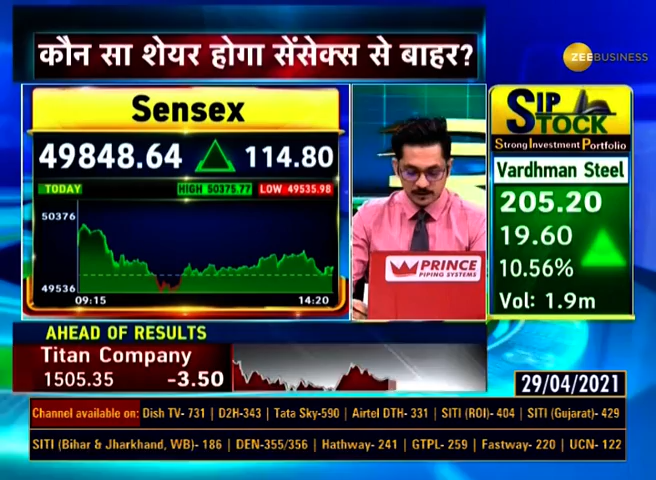 कौन सा शेयर होगा सेंसेक्स से बाहर?
ZEEBUSINESS
Sensex
49848.64 114.80
TODAY HIGH 50375.77 LOW 49535.98
50376
49536
09:15 14:20
PRINCE
PIPING SYSTEMS
SIP
STOCK
Strong Investment Portfolio
Vardhman Steel
205.20
19.60
10.56%
Vol: 1.9m
AHEAD OF RESULTS
Titan Company
1505.35 -3.50
29/04/2021
Channel available on: Dish TV- 731 | D2H-343 | Tata Sky-590 | Airtel DTH- 331 | SITI (ROI)- 404 | SITI (Gujarat)- 429
SITI (Bihar & Jharkhand, WB)- 186 | DEN-355/356 | Hathway- 241 | GTPL- 259 | Fastway- 220 | UCN- 122